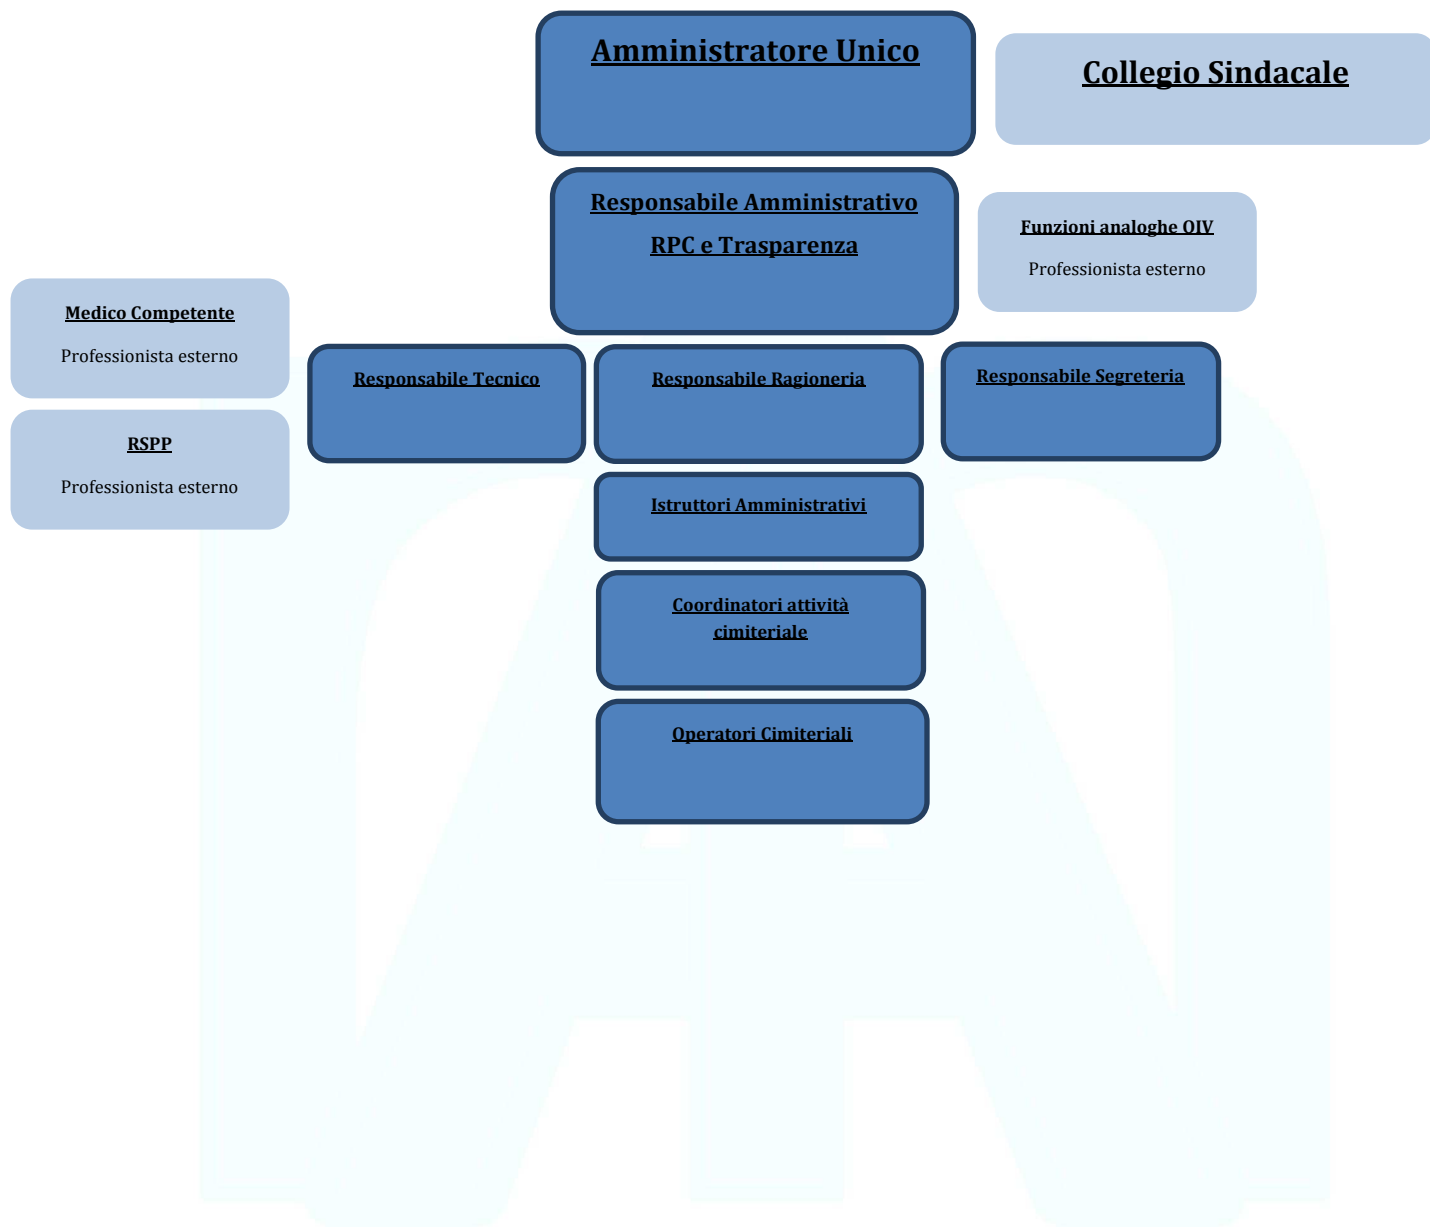 Amministratore Unico
Collegio Sindacale
Responsabile Amministrativo
RPC e Trasparenza
Funzioni analoghe OIV
Professionista esterno
Medico Competente
Professionista esterno
Responsabile Tecnico
Responsabile Ragioneria
Responsabile Segreteria
RSPP
Professionista esterno
Istruttori Amministrativi
Coordinatori attività
cimiteriale
Operatori Cimiteriali